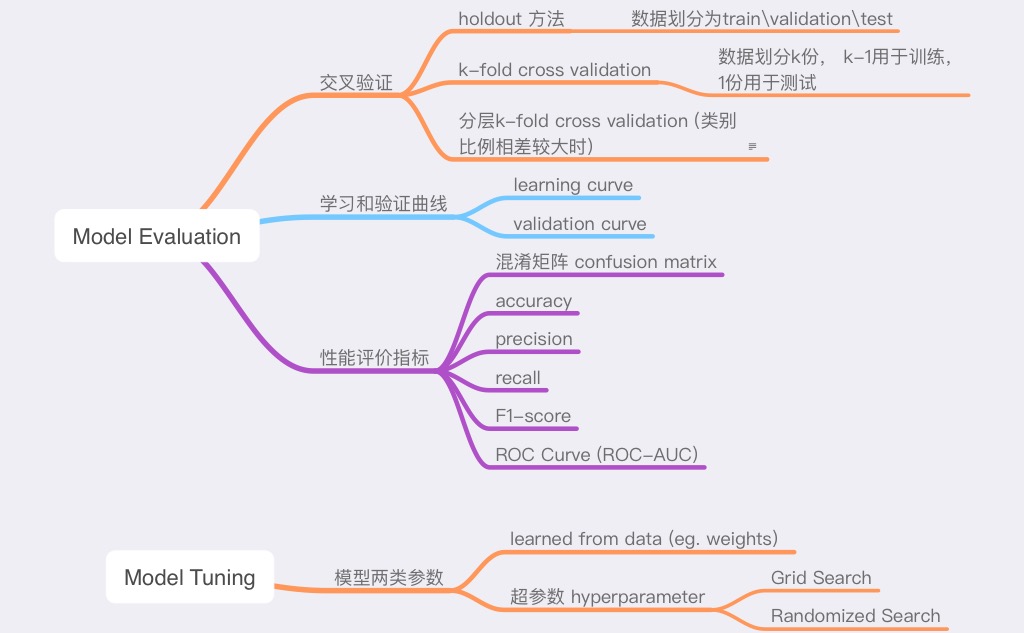 holdout 方法
数据划分为train\validation\test
交叉验证
k-fold cross validation
数据划分k份， k-1用于训练，
1份用于测试
分层k-fold cross validation (类别
比例相差较大时)
Model Evaluation
学习和验证曲线
learning curve
validation curve
性能评价指标
混淆矩阵 confusion matrix
accuracy
precision
recall
F1-score
ROC Curve (ROC-AUC)
Model Tuning
模型两类参数
learned from data (eg. weights)
超参数 hyperparameter
Grid Search
Randomized Search